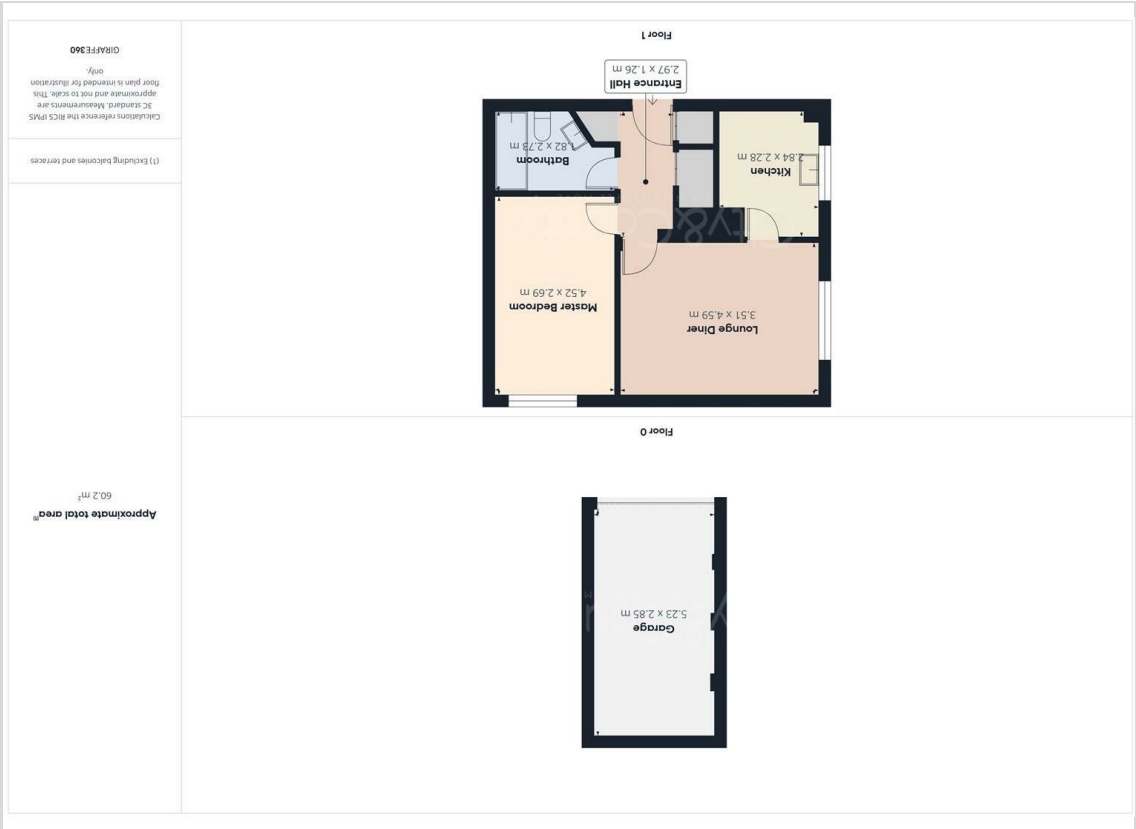 Garage
5.23 x 2.85 m
Floor 0
Lounge Diner
3.51 x 4.59 m
Master Bedroom
4.52 x 2.69 m
Kitchen
2.84 x 2.28 m
Bathroom
1.82 x 2.73 m
Entrance Hall
2.97 x 1.26 m
Floor 1
Approximate total area⁽¹⁾
60.2 m²
(1) Excluding balconies and terraces
Calculations reference the RICS IPMS
3C standard. Measurements are
approximate and not to scale. This
floor plan is intended for illustration
only.
GIRAFFE360